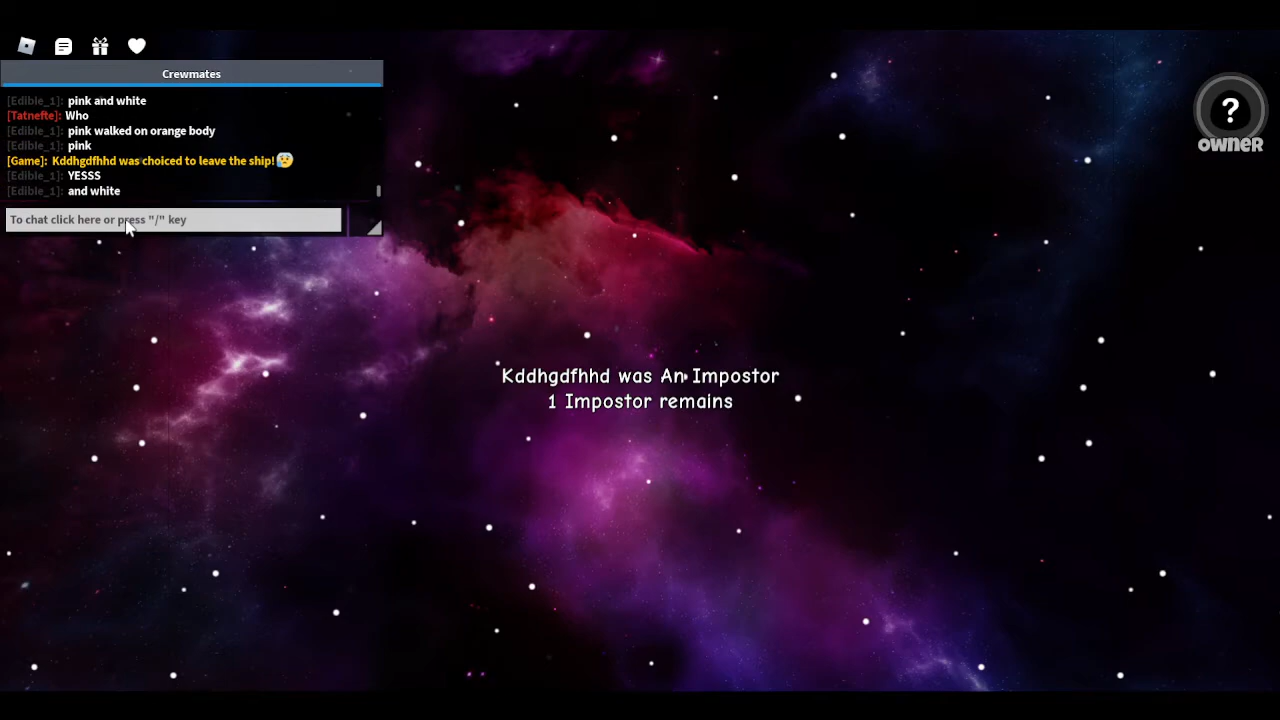 Crewmates
[Edible_1]: pink and white
[Tatnefte]: Who
[Edible_1]: pink walked on orange body
[Edible_1]: pink
[Game]: Kddhgdfhhd was choiced to leave the ship!😰
[Edible_1]: YESSS
[Edible_1]: and white
To chat click here or press "/" key
?
OWNER
Kddhgdfhhd was An Impostor
1 Impostor remains